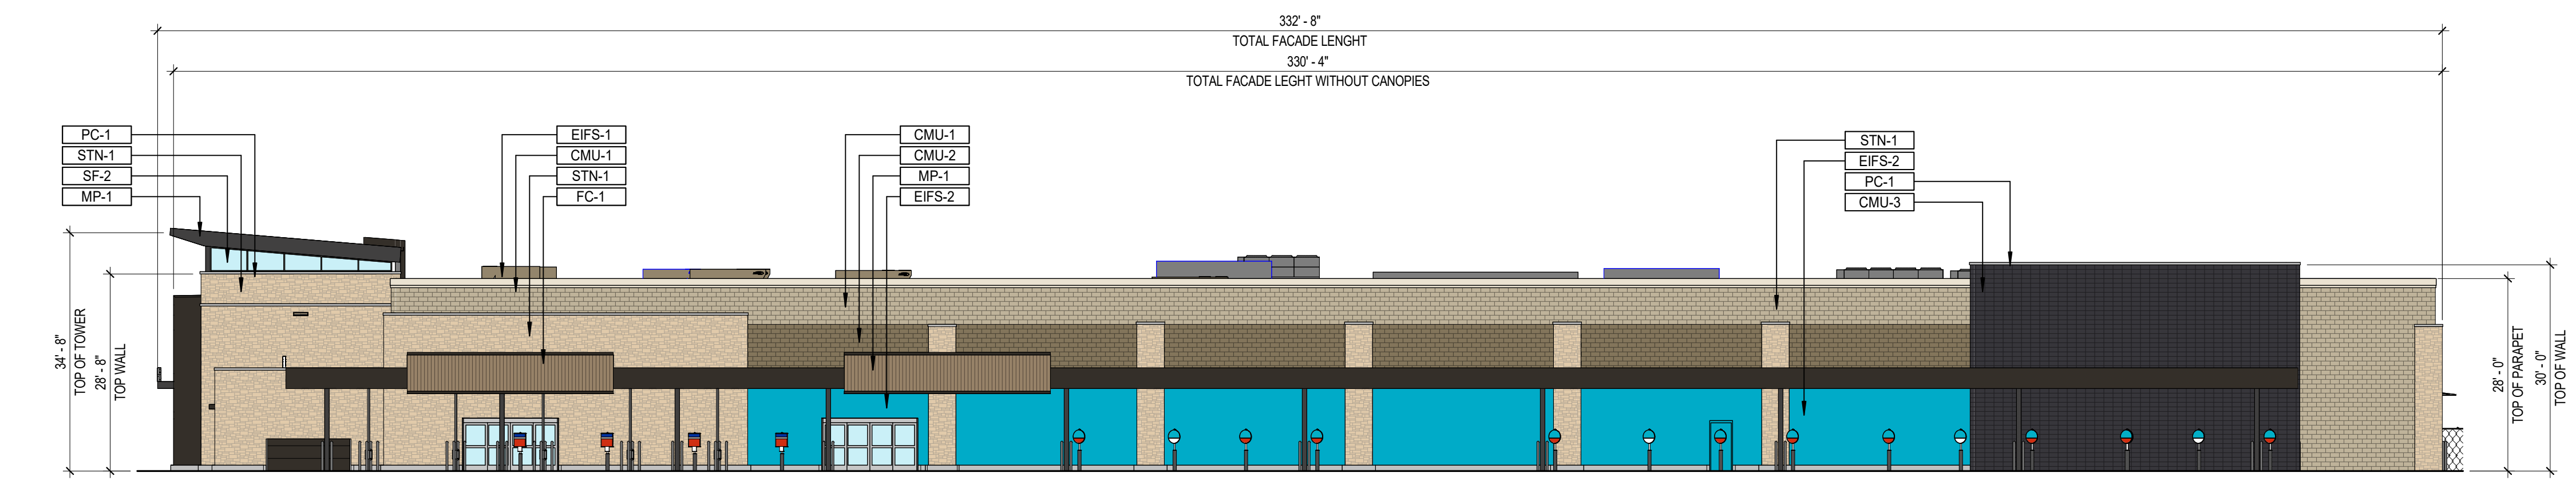 332' - 8"
TOTAL FACADE LENGHT
330' - 4"
TOTAL FACADE LEGHT WITHOUT CANOPIES
PC-1
STN-1
SF-2
MP-1
EIFS-1
CMU-1
STN-1
FC-1
CMU-1
CMU-2
MP-1
EIFS-2
STN-1
EIFS-2
PC-1
CMU-3
34' - 8"
TOP OF TOWER
28' - 8"
TOP WALL
28' - 0"
TOP OF PARAPET
30' - 0"
TOP OF WALL